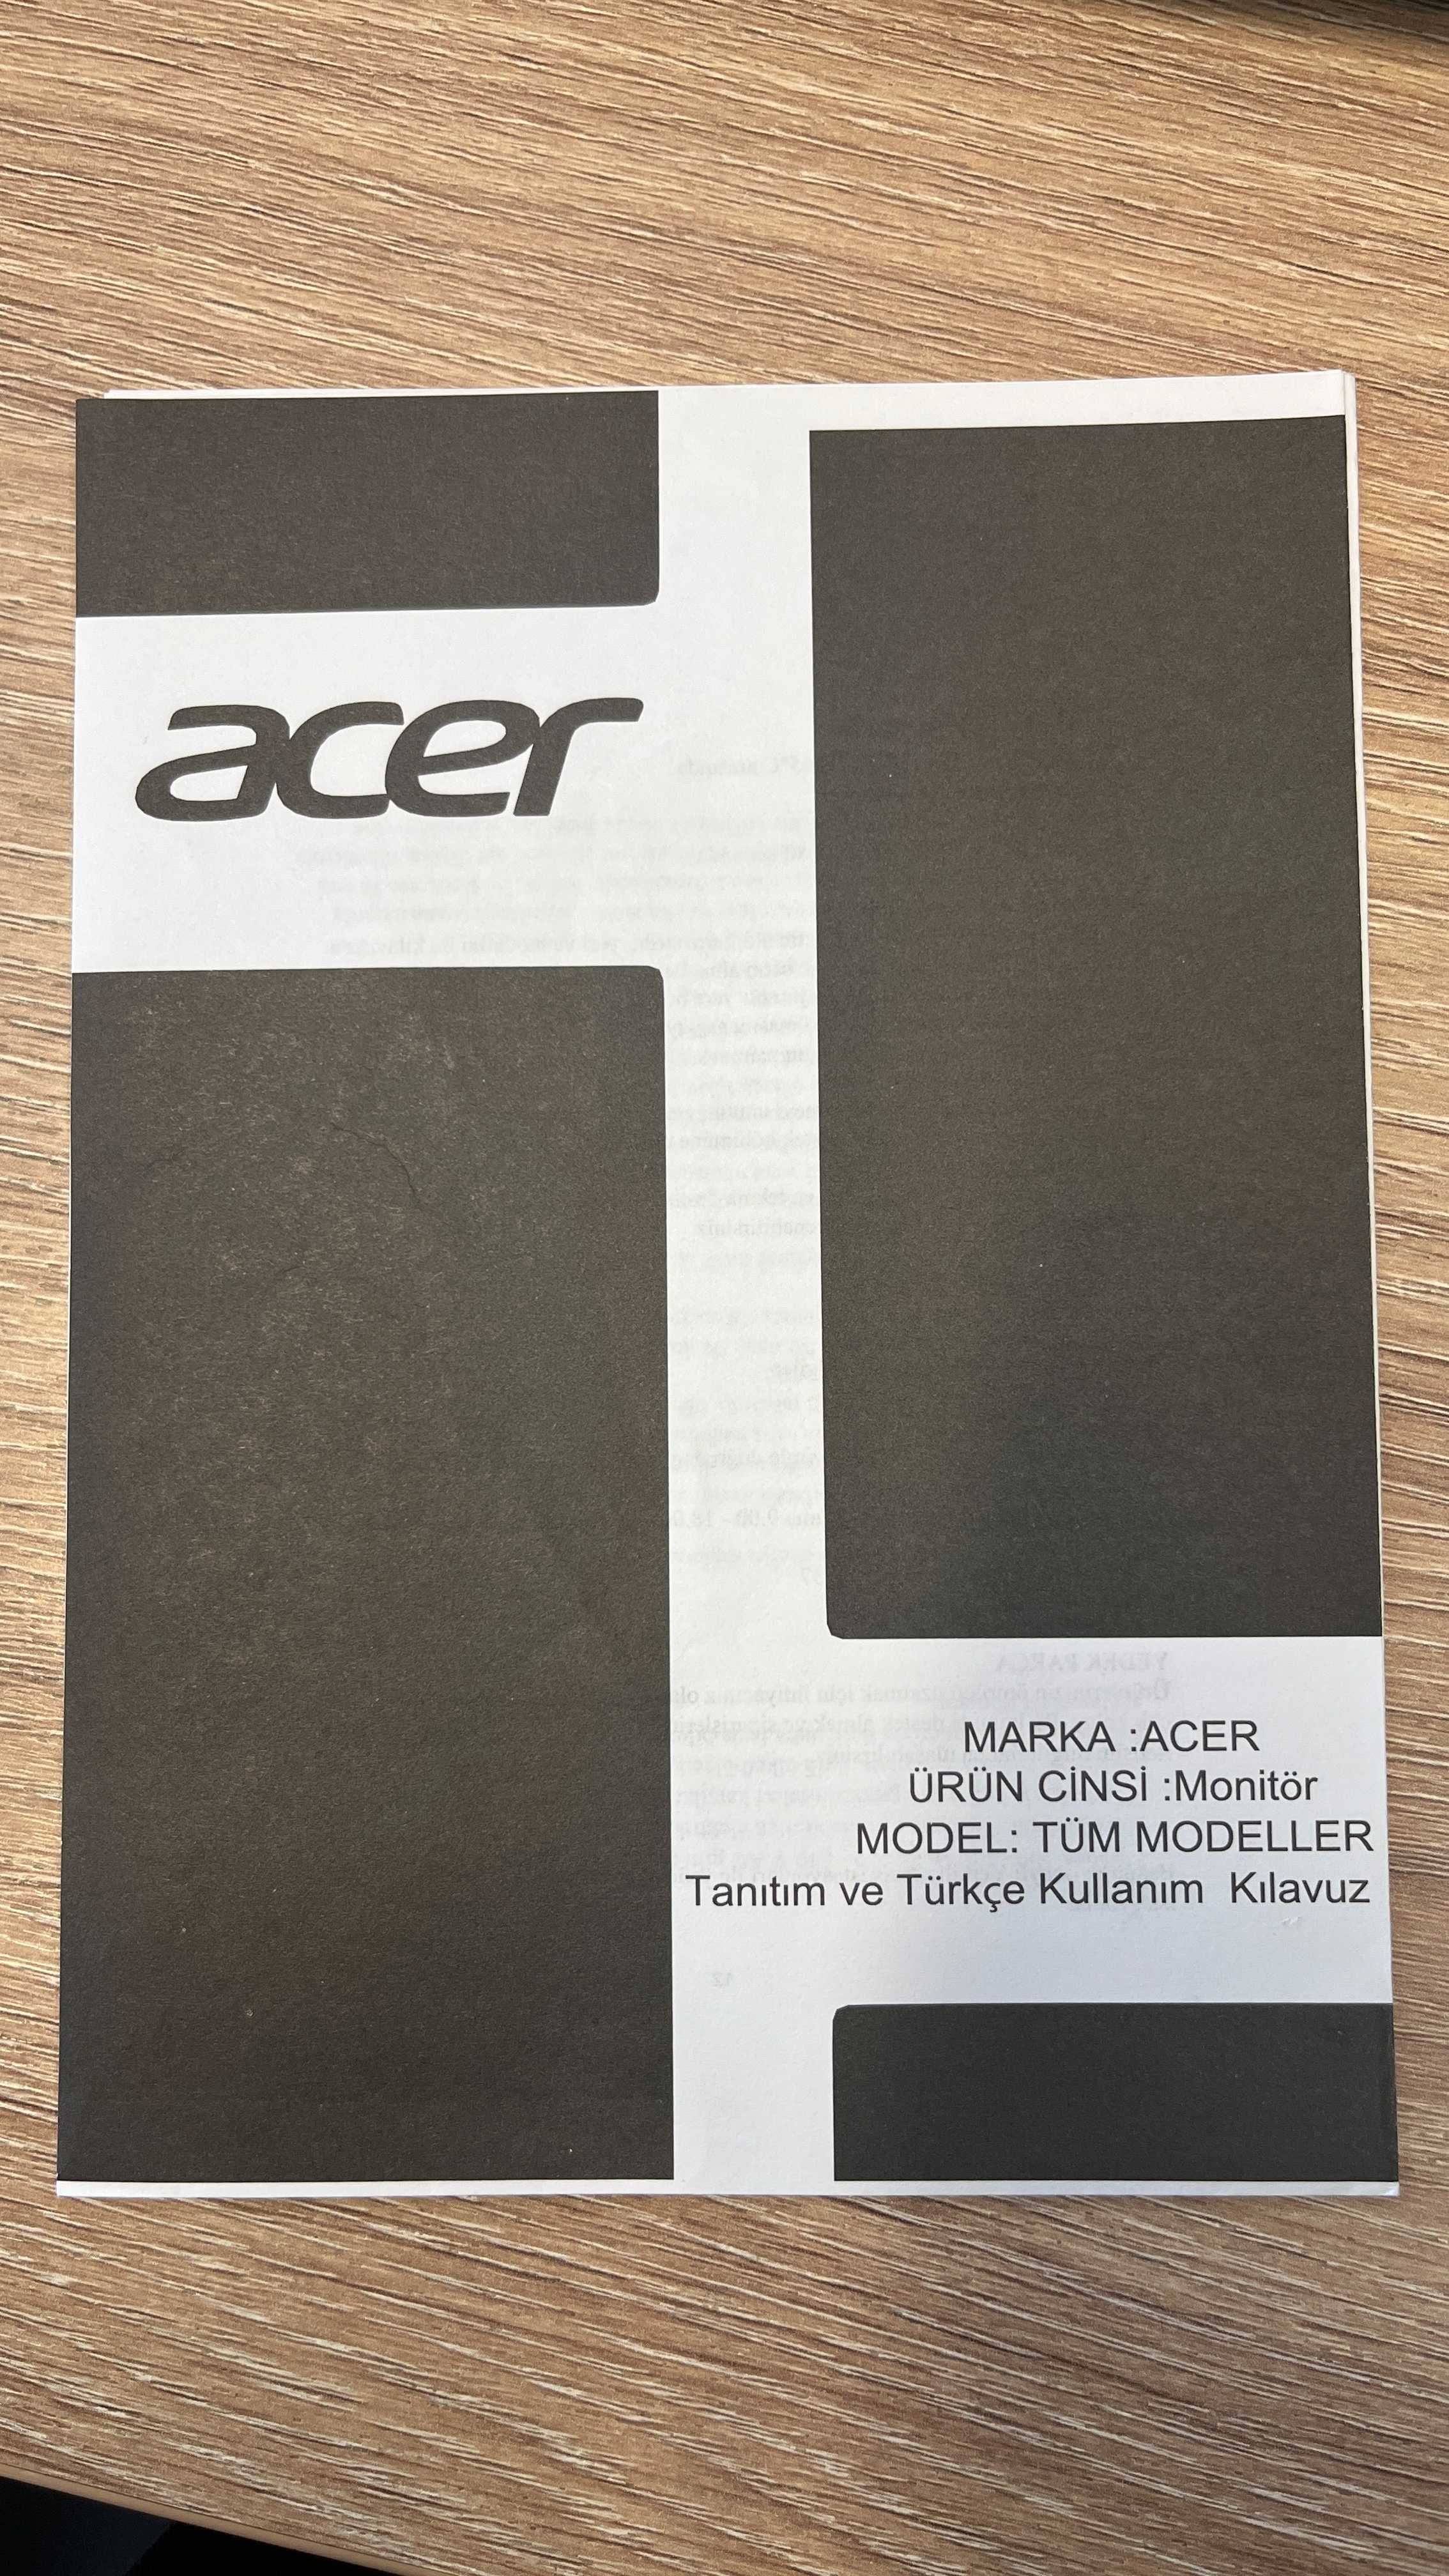 acer
MARKA :ACER
ÜRÜN CİNSİ :Monitör
MODEL: TÜM MODELLER
Tanıtım ve Türkçe Kullanım Kılavuz